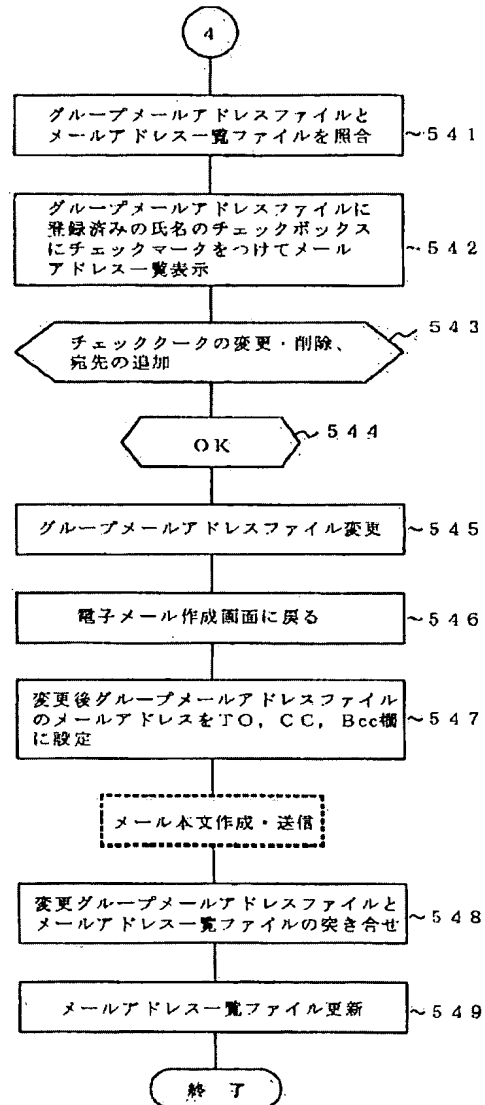 4
グループメールアドレスファイルと
メールアドレス一覧ファイルを照合
~541
グループメールアドレスファイルに
登録済みの氏名のチェックボックス
にチェックマークをつけてメール
アドレス一覧表示
~542
チェッククークの変更・削除、
宛先の追加
543
OK
544
グループメールアドレスファイル変更
~545
電子メール作成画面に戻る
~546
変更後グループメールアドレスファイル
のメールアドレスをTO,CC,Bcc欄
に設定
~547
メール本文作成・送信
変更グループメールアドレスファイルと
メールアドレス一覧ファイルの突き合せ
~548
メールアドレス一覧ファイル更新
~549
終了